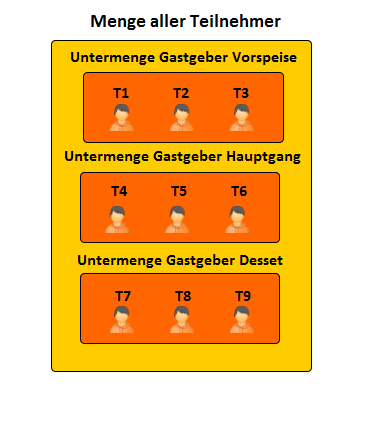 Menge aller Teilnehmer
Untermenge Gastgeber Vorspeise
T1 T2 T3
Untermenge Gastgeber Hauptgang
T4 T5 T6
Untermenge Gastgeber Desset
T7 T8 T9